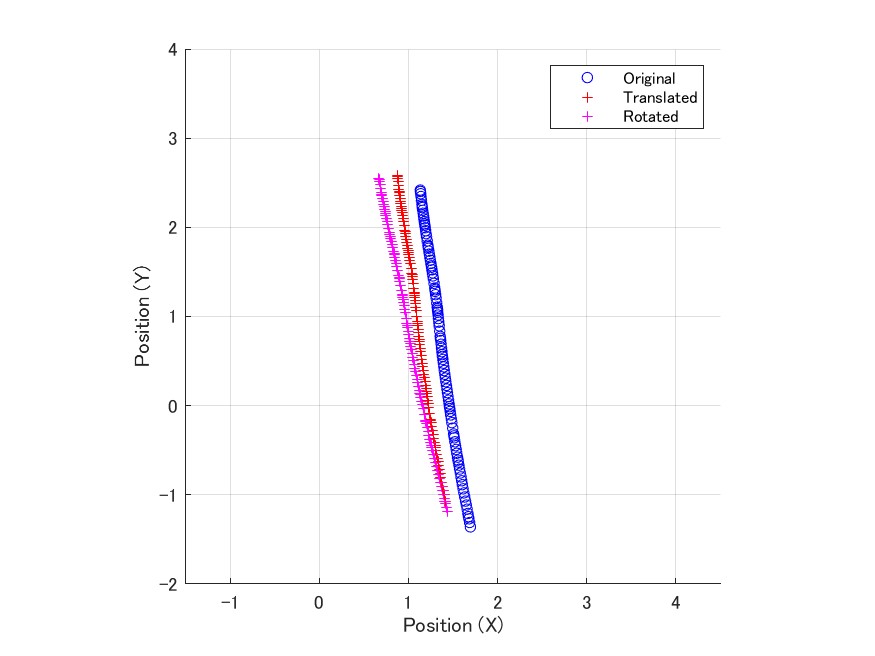 4
3
2
1
0
−1
−2
−1
0
1
2
3
4
Position (X)
Position (Y)
Original
Translated
Rotated